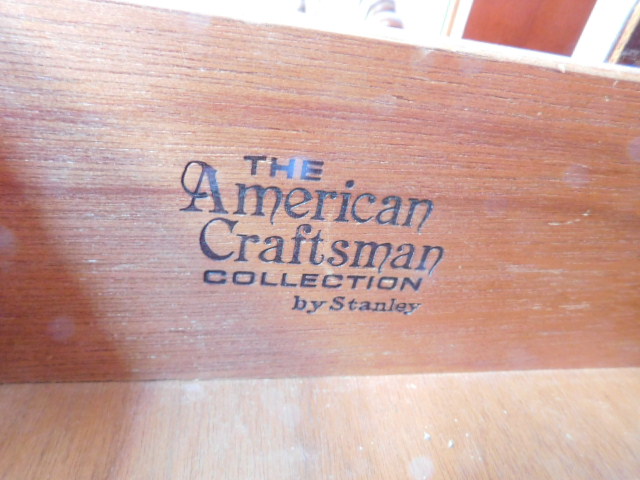 THE
American
Craftsman
COLLECTION
by Stanley